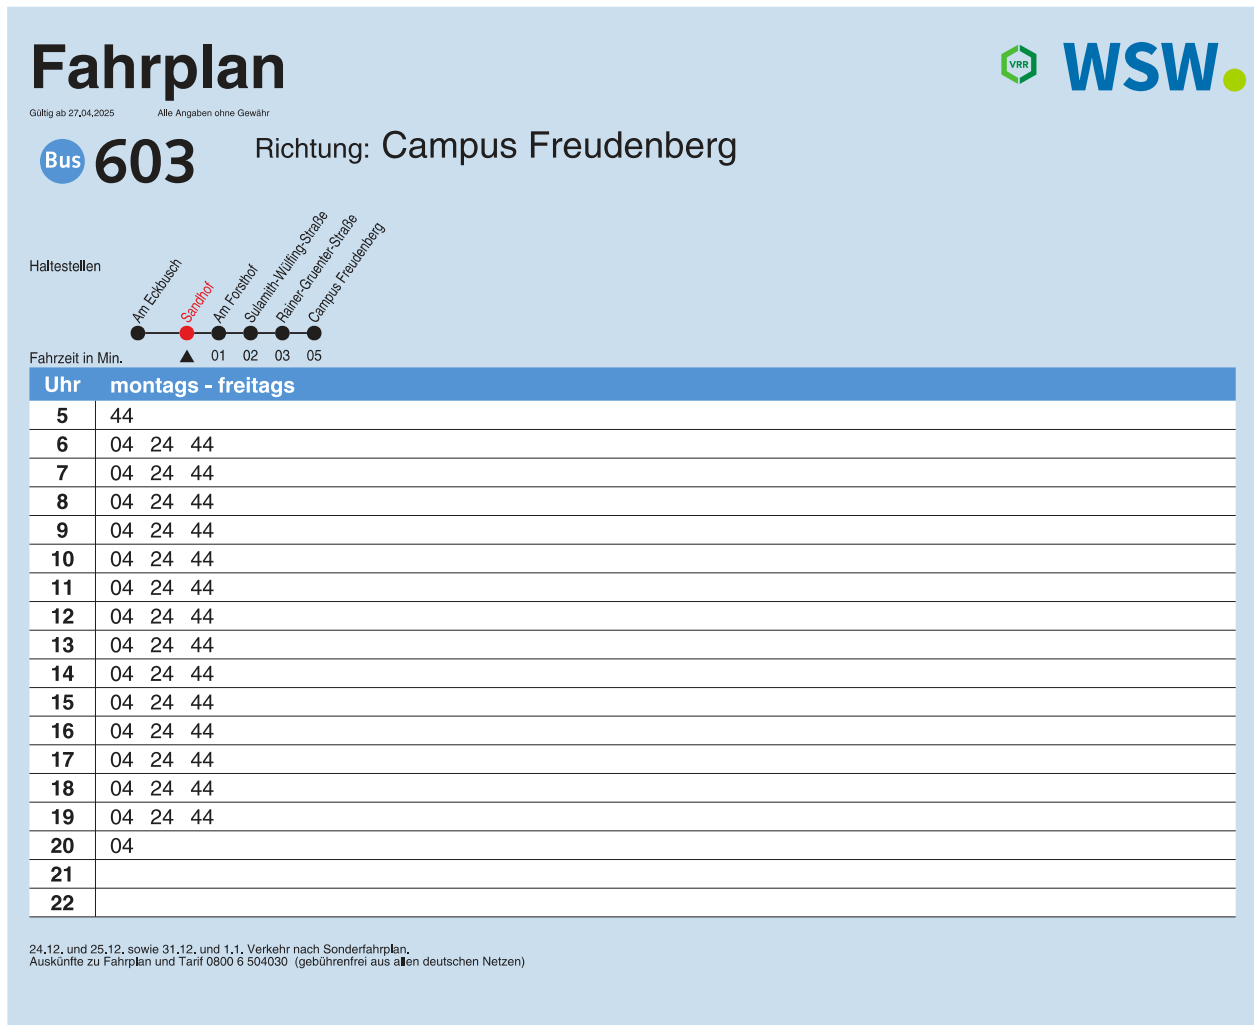 Fahrplan
VRR
WSW.
Gültig ab 27.04.2025 Alle Angaben ohne Gewähr
Bus 603 Richtung: Campus Freudenberg
Haltestellen
Am Eckbusch
Sandhof
Am Forsthof
Sulamith-Wülfing-Straße
Rainer-Gruenter-Straße
Campus Freudenberg
Fahrzeit in Min. ▲ 01 02 03 05
Uhr montags - freitags
5 44
6 04 24 44
7 04 24 44
8 04 24 44
9 04 24 44
10 04 24 44
11 04 24 44
12 04 24 44
13 04 24 44
14 04 24 44
15 04 24 44
16 04 24 44
17 04 24 44
18 04 24 44
19 04 24 44
20 04
21
22
24.12. und 25.12. sowie 31.12. und 1.1. Verkehr nach Sonderfahrplan.
Auskünfte zu Fahrplan und Tarif 0800 6 504030 (gebührenfrei aus allen deutschen Netzen)